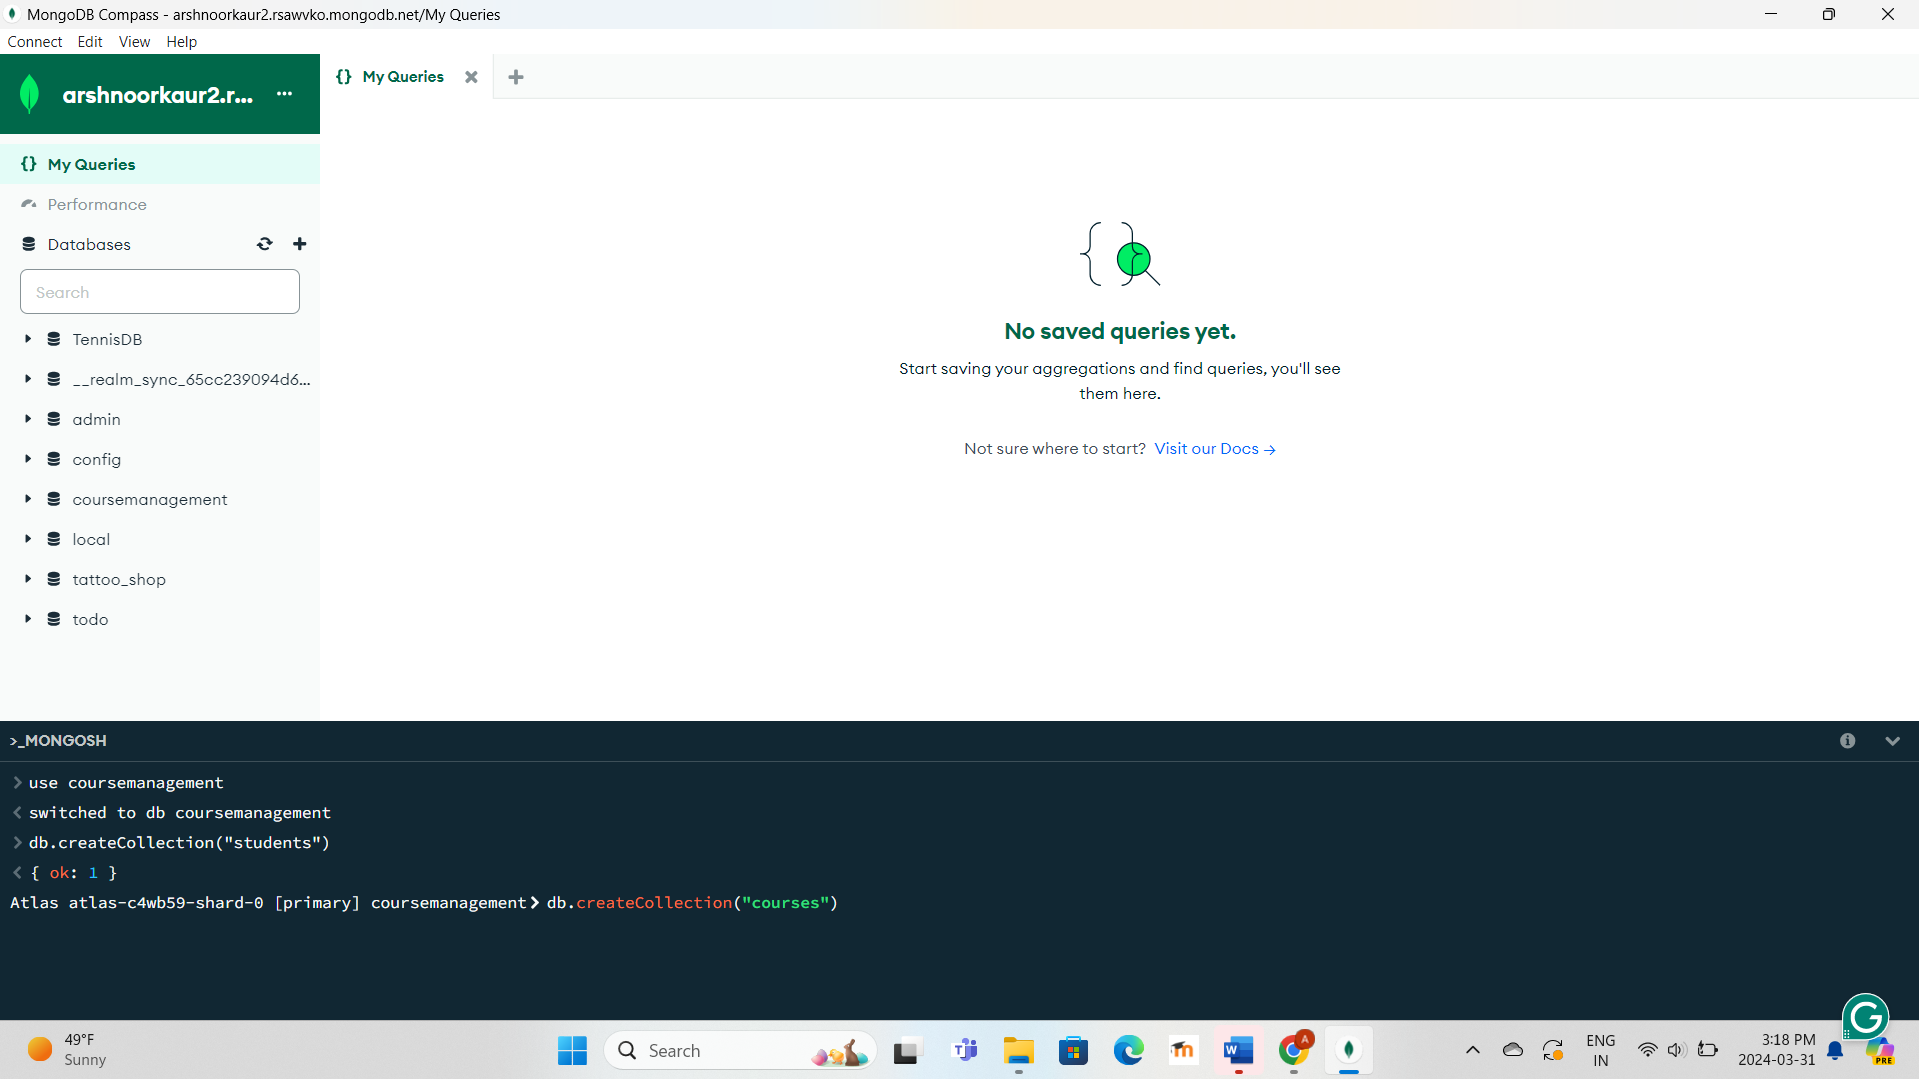 MongoDB Compass - arshnoorkaur2.rsawvko.mongodb.net/My Queries
Connect Edit View Help
arshnoorkaur2.r... ...
{} My Queries
{} My Queries
Performance
Databases
Search
TennisDB
__realm_sync_65cc239094d6...
admin
config
coursemanagement
local
tattoo_shop
todo
No saved queries yet.
Start saving your aggregations and find queries, you'll see
them here.
Not sure where to start? Visit our Docs →
>_MONGOSH
> use coursemanagement
< switched to db coursemanagement
> db.createCollection("students")
< { ok: 1 }
Atlas atlas-c4wb59-shard-0 [primary] coursemanagement> db.createCollection("courses")
49°F
Sunny
Search
m
W
A
ENG
IN
3:18 PM
2024-03-31
G
PRE